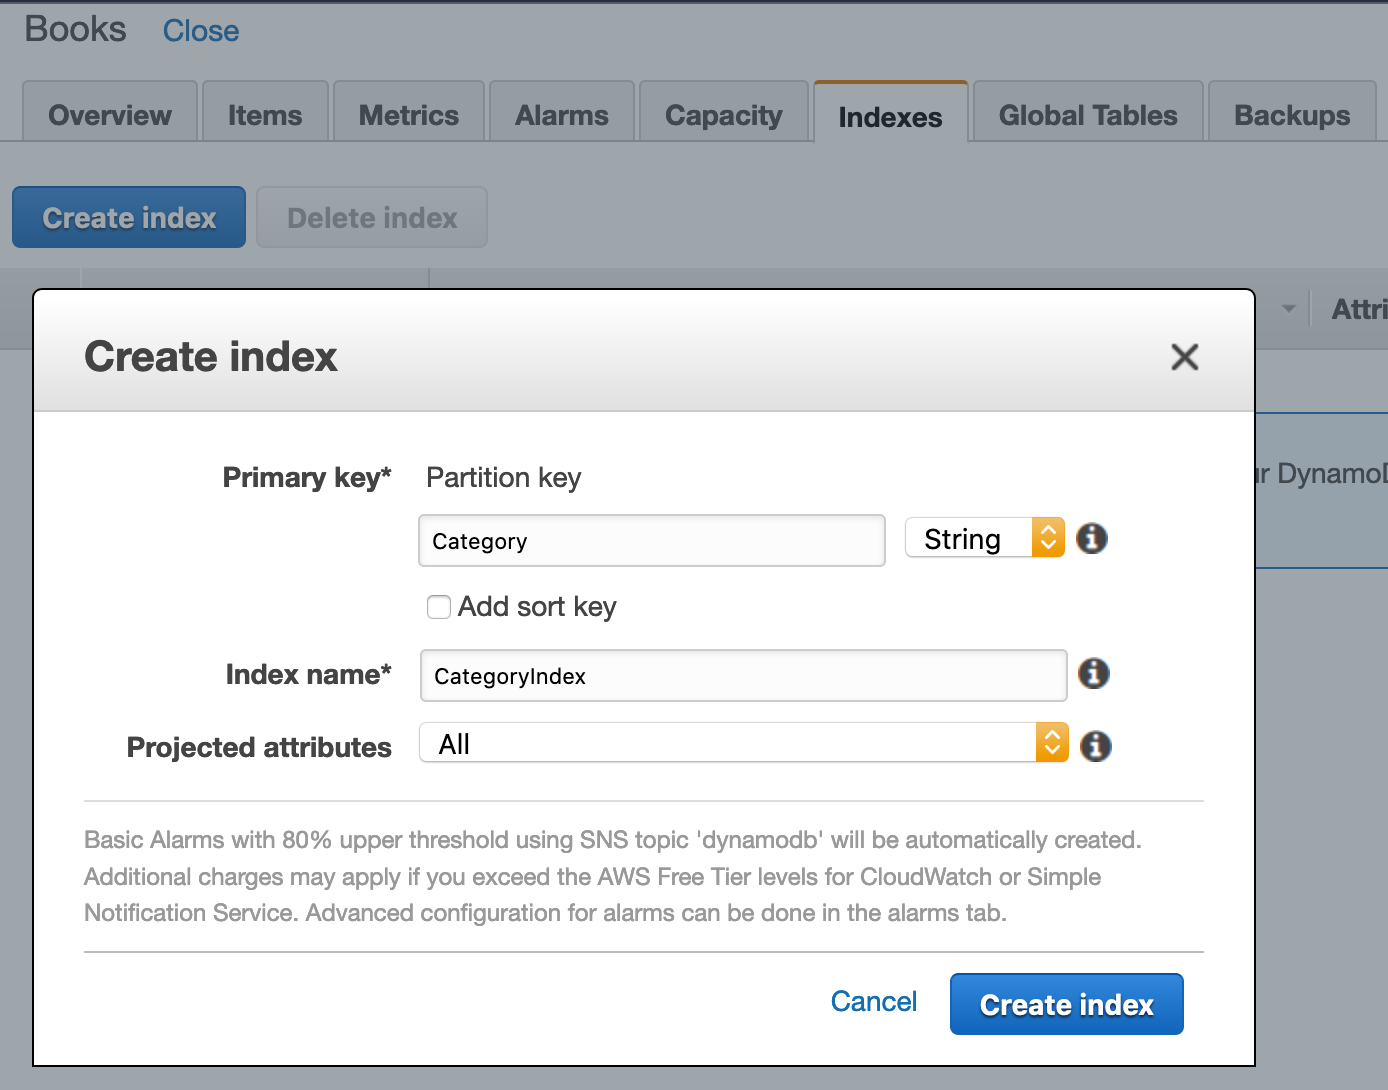 Books Close
Overview Items Metrics Alarms Capacity Indexes Global Tables Backups
Create index Delete index
Attri
Create index
Primary key* Partition key
Category String
Add sort key
Index name* CategoryIndex
Projected attributes All
r DynamoD
Basic Alarms with 80% upper threshold using SNS topic 'dynamodb' will be automatically created.
Additional charges may apply if you exceed the AWS Free Tier levels for CloudWatch or Simple
Notification Service. Advanced configuration for alarms can be done in the alarms tab.
Cancel Create index